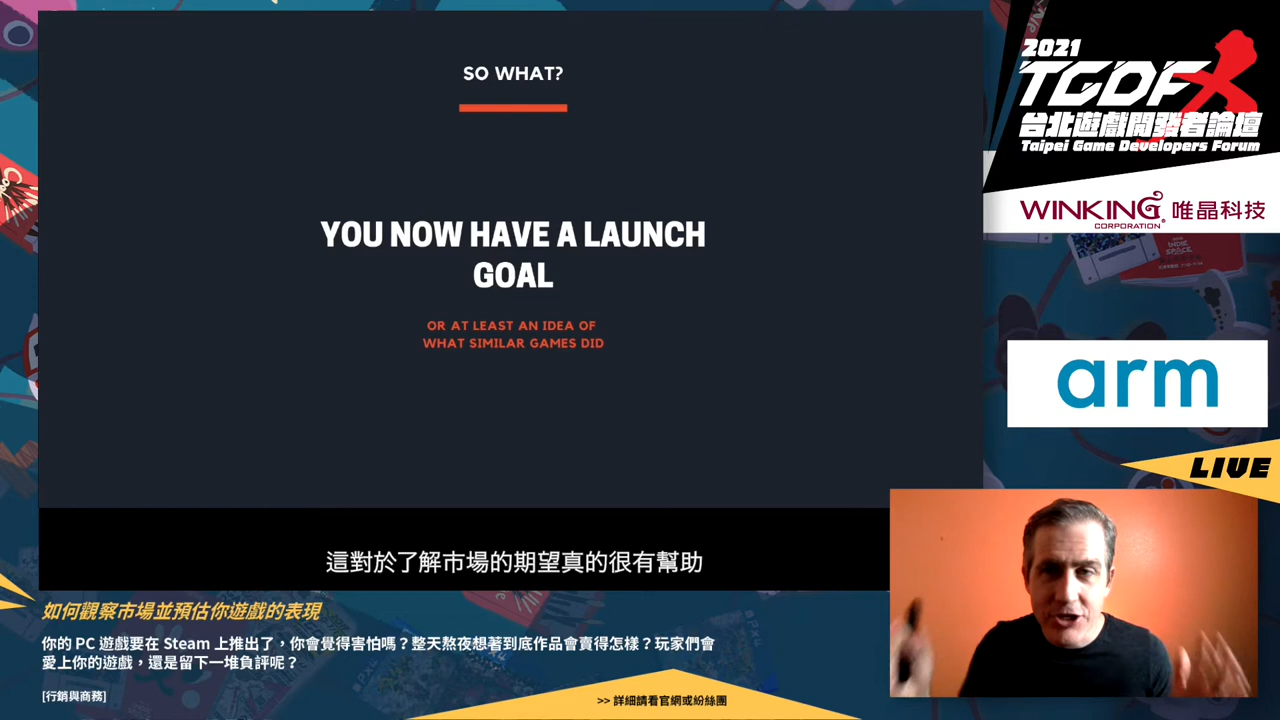 SO WHAT?
YOU NOW HAVE A LAUNCH
GOAL
OR AT LEAST AN IDEA OF
WHAT SIMILAR GAMES DID
這對於了解市場的期望真的很有幫助
2021
TGDF
台北遊戲開發者論壇
Taipei Game Developers Forum
WINKING 唯晶科技
CORPORATION
INDIE
SPACE
arm
LIVE
如何觀察市場並預估你遊戲的表現
你的 PC 遊戲要在 Steam 上推出了，你會覺得害怕嗎？整天熬夜想著到底作品會賣得怎樣？玩家們會
愛上你的遊戲，還是留下一堆負評呢？
[行銷與商務]
>> 詳細請看官網或紛絲團